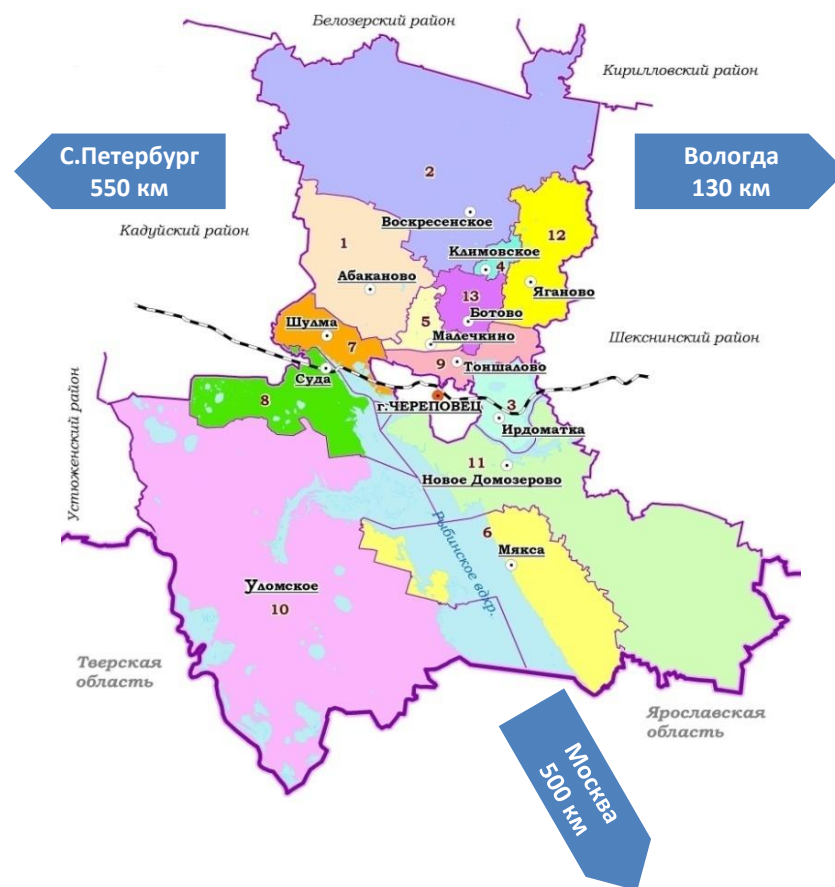 Белозерский район
Кирилловский район
С.Петербург
550 км
Вологда
130 км
2
Воскресенское
Кадуйский район
1
12
Климовское
4
Абаканово
Яганово
13
Ботово
Шулма
5
Малечкино
Шекснинский район
7
9
Тоншалово
Суда
8
г.ЧЕРЕПОВЕЦ
3
Ирдоматка
Устюженский район
11
Новое Домозерово
Рыбинское вдхр.
6
Мякса
Уломское
10
Тверская
область
Ярославская
область
Москва
500 км